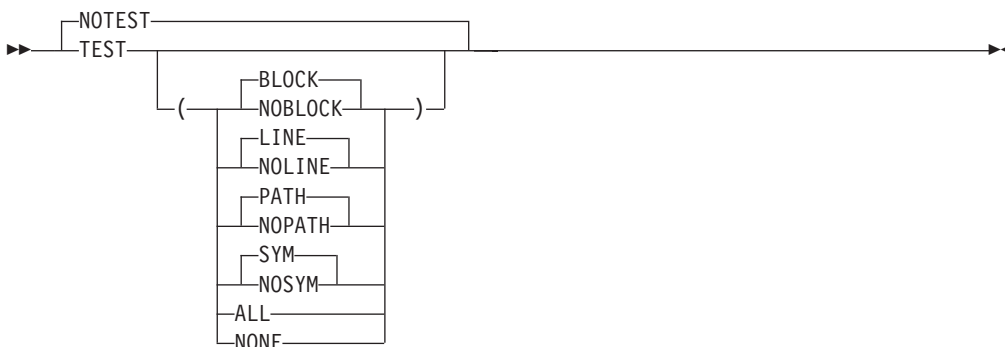 NOTEST
TEST
BLOCK
( NOBLOCK )
LINE
NOLINE
PATH
NOPATH
SYM
NOSYM
ALL
NONE